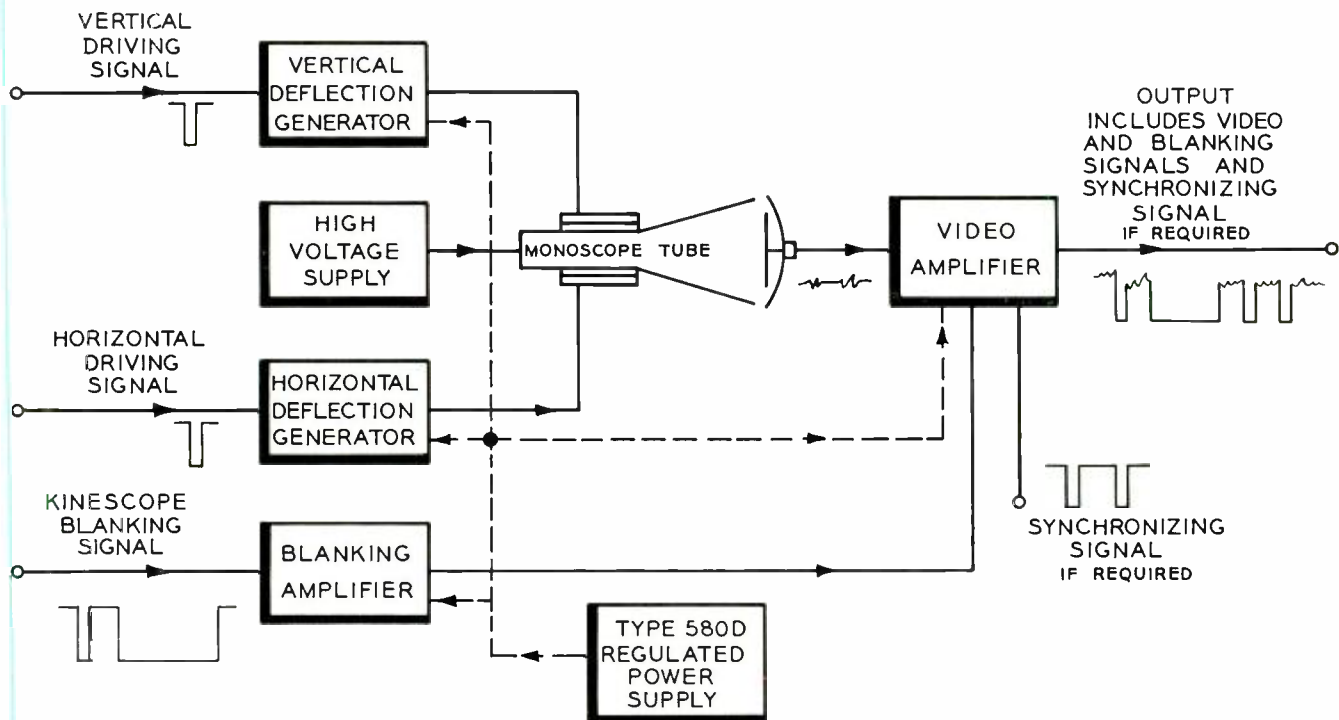 VERTICAL
DRIVING
SIGNAL
VERTICAL
DEFLECTION
GENERATOR
HIGH
VOLTAGE
SUPPLY
MONOSCOPE TUBE
VIDEO
AMPLIFIER
OUTPUT
INCLUDES VIDEO
AND BLANKING
SIGNALS AND
SYNCHRONIZING
SIGNAL
IF REQUIRED
HORIZONTAL
DRIVING
SIGNAL
HORIZONTAL
DEFLECTION
GENERATOR
KINESCOPE
BLANKING
SIGNAL
BLANKING
AMPLIFIER
SYNCHRONIZING
SIGNAL
IF REQUIRED
TYPE 580D
REGULATED
POWER
SUPPLY